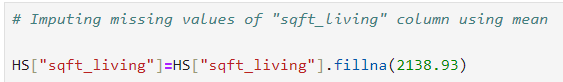 # Imputing missing values of "sqft_living" column using mean
HS["sqft_living"]=HS["sqft_living"].fillna(2138.93)